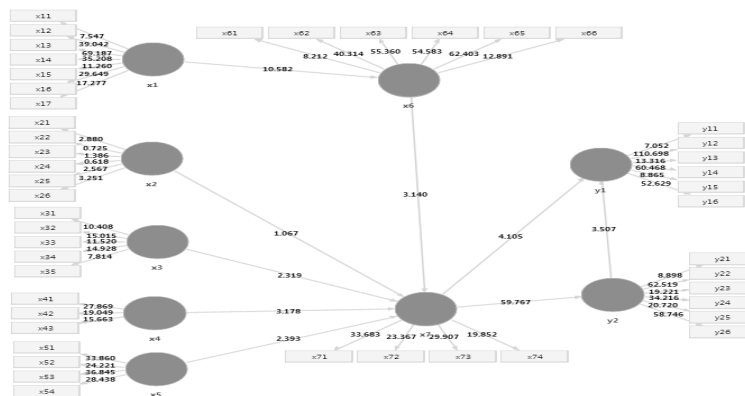 x11
x12
x13
x14
x15
x16
x17
7.547
39.042
69.187
35.208
11.260
29.649
17.277
x1
10.582
x61
x62
x63
x64
x65
x66
8.212
40.314
55.360
54.583
62.403
12.891
x6
x21
x22
x23
x24
x25
x26
2.880
0.725
1.386
0.618
2.567
3.251
x2
1.067
3.140
x31
x32
x33
x34
x35
10.408
15.015
11.520
14.928
7.814
x3
2.319
x41
x42
x43
27.869
19.049
15.663
x4
3.178
x51
x52
x53
x54
33.860
24.221
36.845
28.438
x5
2.393
x7
33.683
23.367
29.907
19.852
x71
x72
x73
x74
4.105
59.767
y1
7.052
110.698
13.316
60.468
8.865
52.629
y11
y12
y13
y14
y15
y16
3.507
y2
8.898
62.519
19.221
34.216
20.720
58.746
y21
y22
y23
y24
y25
y26